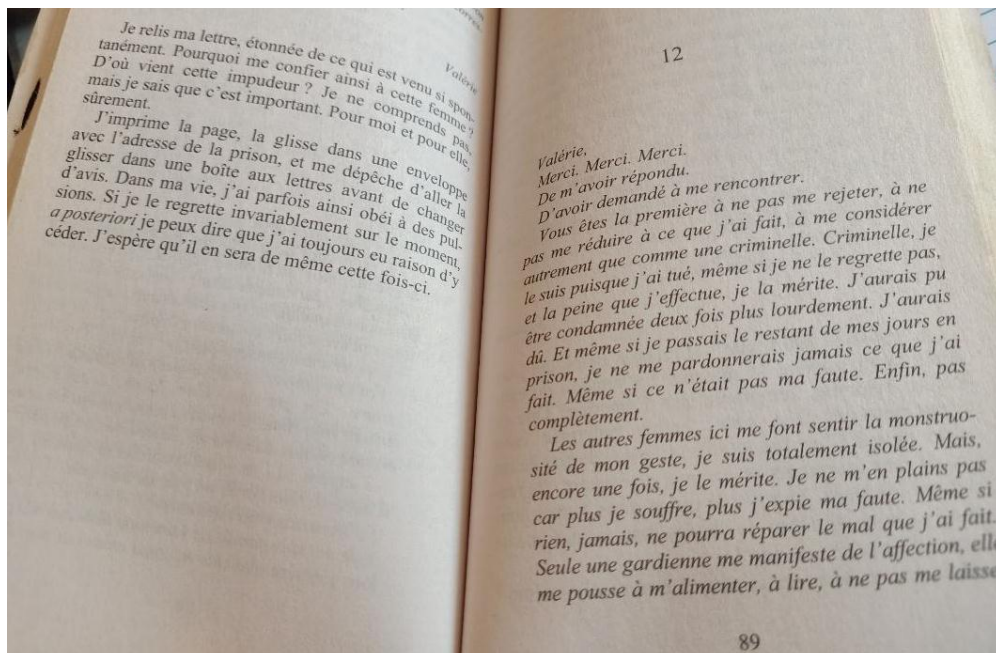 Valérie
Je relis ma lettre, étonnée de ce qui est venu si spon-
tanément. Pourquoi me confier ainsi à cette femme ?
D'où vient cette impudeur ? Je ne comprends pas,
mais je sais que c'est important. Pour moi et pour elle,
sûrement.
J'imprime la page, la glisse dans une enveloppe
avec l'adresse de la prison, et me dépêche d'aller la
glisser dans une boîte aux lettres avant de changer
d'avis. Dans ma vie, j'ai parfois ainsi obéi à des pul-
sions. Si je le regrette invariablement sur le moment,
a posteriori je peux dire que j'ai toujours eu raison d'y
céder. J'espère qu'il en sera de même cette fois-ci.
12
Valérie,
Merci. Merci. Merci.
De m'avoir répondu.
D'avoir demandé à me rencontrer.
Vous êtes la première à ne pas me rejeter, à ne
pas me réduire à ce que j'ai fait, à me considérer
autrement que comme une criminelle. Criminelle, je
le suis puisque j'ai tué, même si je ne le regrette pas,
et la peine que j'effectue, je la mérite. J'aurais pu
être condamnée deux fois plus lourdement. J'aurais
dû. Et même si je passais le restant de mes jours en
prison, je ne me pardonnerais jamais ce que j'ai
fait. Même si ce n'était pas ma faute. Enfin, pas
complètement.
Les autres femmes ici me font sentir la monstruo-
sité de mon geste, je suis totalement isolée. Mais,
encore une fois, je le mérite. Je ne m'en plains pas
car plus je souffre, plus j'expie ma faute. Même si
rien, jamais, ne pourra réparer le mal que j'ai fait.
Seule une gardienne me manifeste de l'affection, elle
me pousse à m'alimenter, à lire, à ne pas me laisse
89